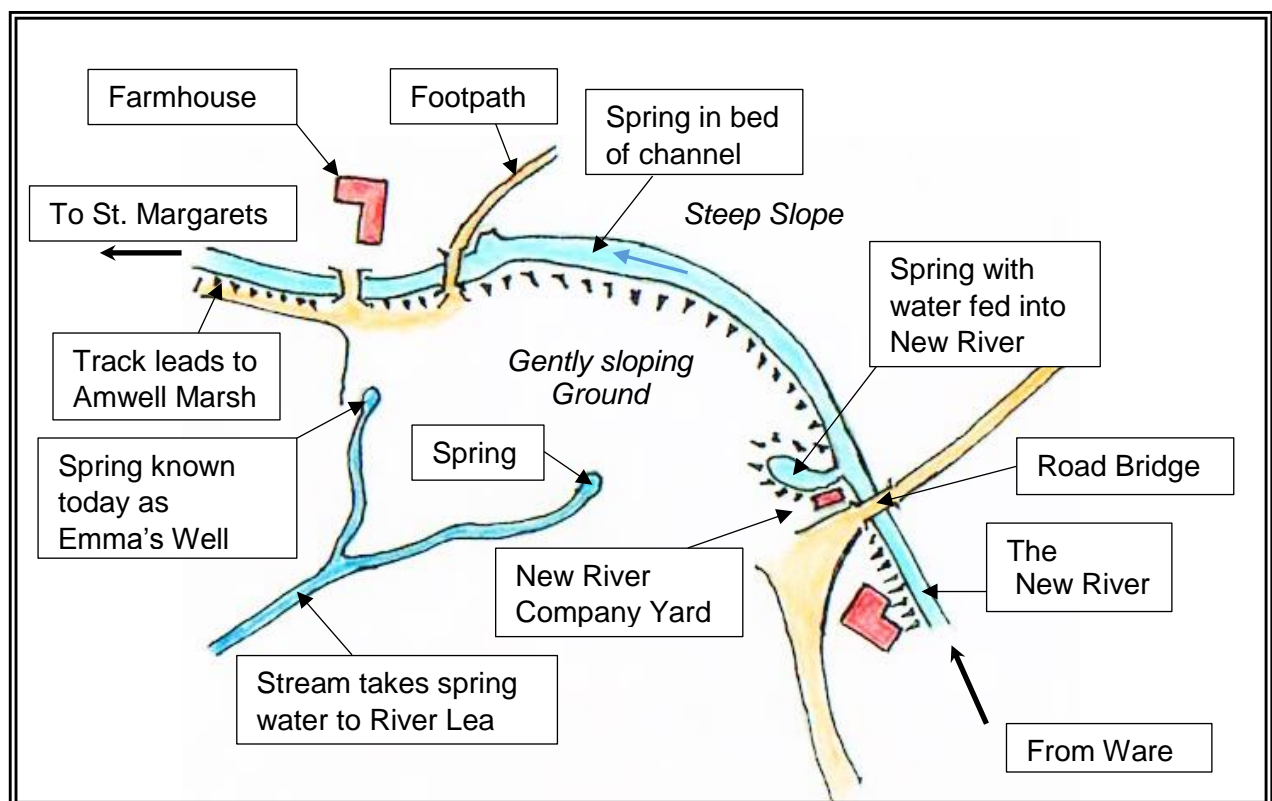 Farmhouse
Footpath
Spring in bed
of channel
To St. Margarets
Steep Slope
Spring with
water fed into
New River
Track leads to
Amwell Marsh
Gently sloping
Ground
Spring known
today as
Emma's Well
Spring
Road Bridge
New River
Company Yard
The
New River
Stream takes spring
water to River Lea
From Ware